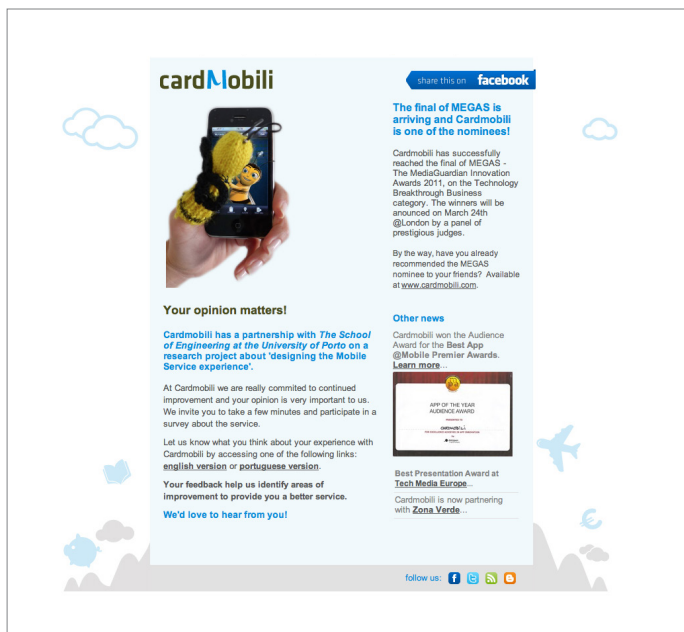 cardMobili
share this on facebook
Your opinion matters!
Cardmobili has a partnership with The School
of Engineering at the University of Porto on a
research project about 'designing the Mobile
Service experience'.
At Cardmobili we are really commited to continued
improvement and your opinion is very important to us.
We invite you to take a few minutes and participate in a
survey about the service.
Let us know what you think about your experience with
Cardmobili by accessing one of the following links:
english version or portuguese version.
Your feedback help us identify areas of
improvement to provide you a better service.
We'd love to hear from you!
The final of MEGAS is
arriving and Cardmobili
is one of the nominees!
Cardmobili has successfully
reached the final of MEGAS -
The MediaGuardian Innovation
Awards 2011, on the Technology
Breakthrough Business
category. The winners will be
anounced on March 24th
@London by a panel of
prestigious judges.
By the way, have you already
recommended the MEGAS
nominee to your friends? Available
at www.cardmobili.com.
Other news
Cardmobili won the Audience
Award for the Best App
@Mobile Premier Awards.
Learn more...
APP OF THE YEAR
AUDIENCE AWARD
Best Presentation Award at
Tech Media Europe...
Cardmobili is now partnering
with Zona Verde...
follow us: